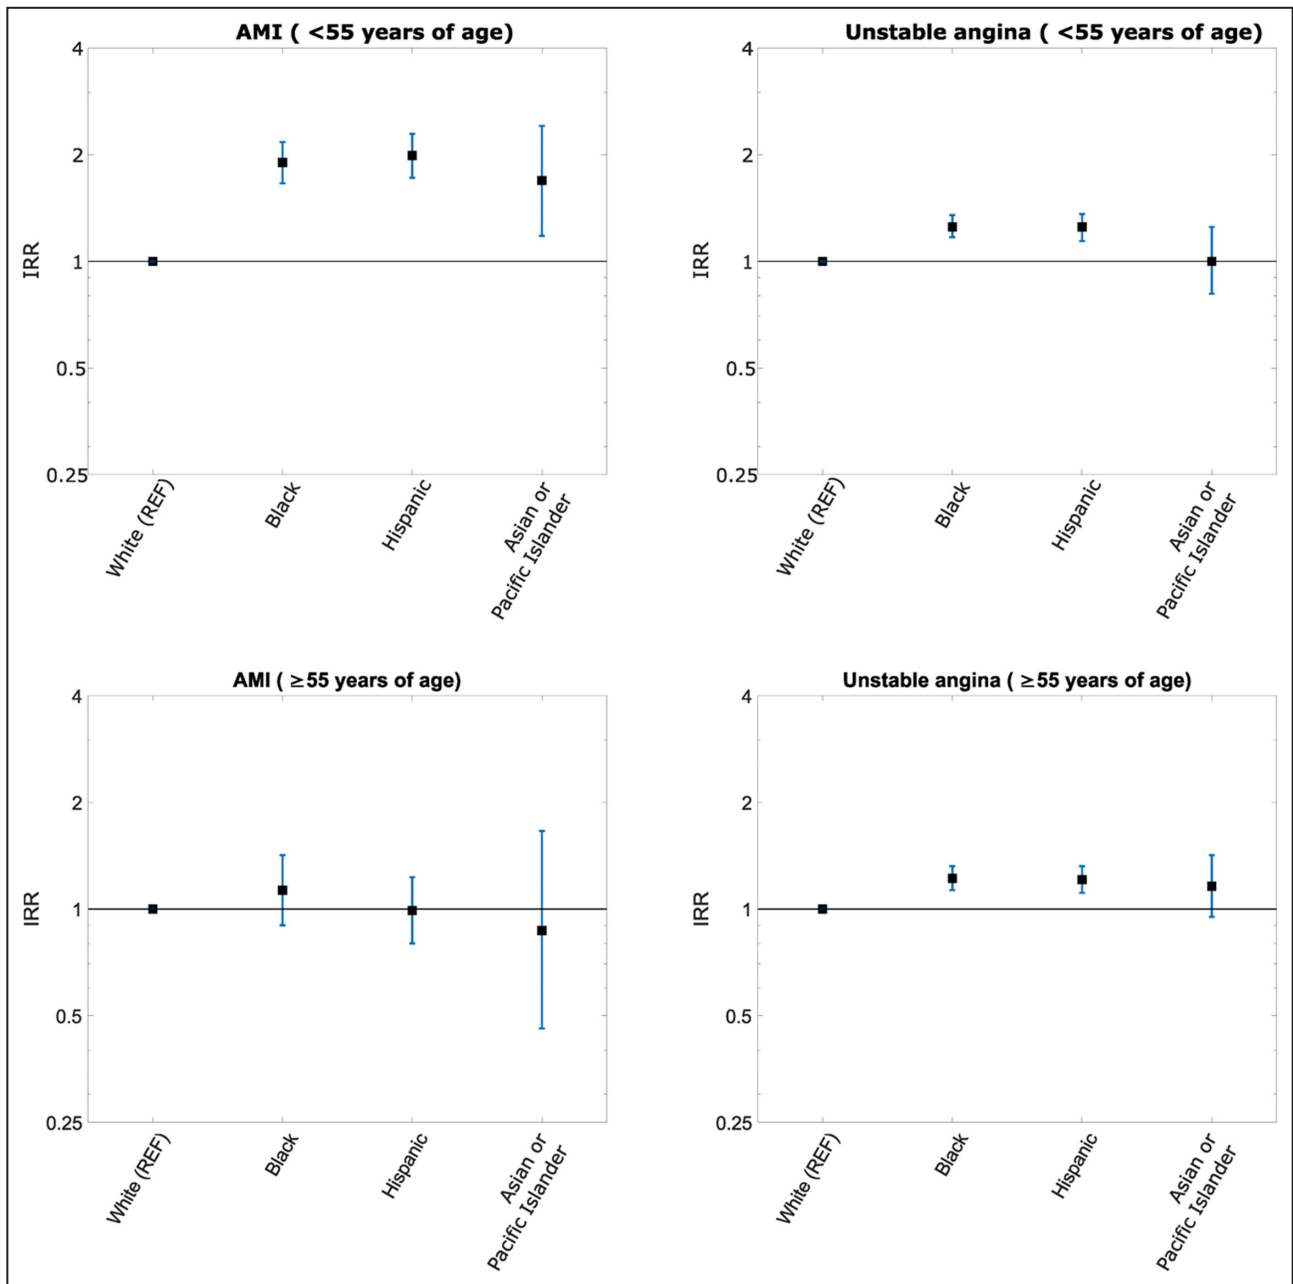 AMI ( <55 years of age)
4
2
1
0.5
0.25
IRR
White (REF)
Black
Hispanic
Asian or
Pacific Islander
Unstable angina ( <55 years of age)
4
2
1
0.5
0.25
IRR
White (REF)
Black
Hispanic
Asian or
Pacific Islander
AMI ( ≥55 years of age)
4
2
1
0.5
0.25
IRR
White (REF)
Black
Hispanic
Asian or
Pacific Islander
Unstable angina ( ≥55 years of age)
4
2
1
0.5
0.25
IRR
White (REF)
Black
Hispanic
Asian or
Pacific Islander